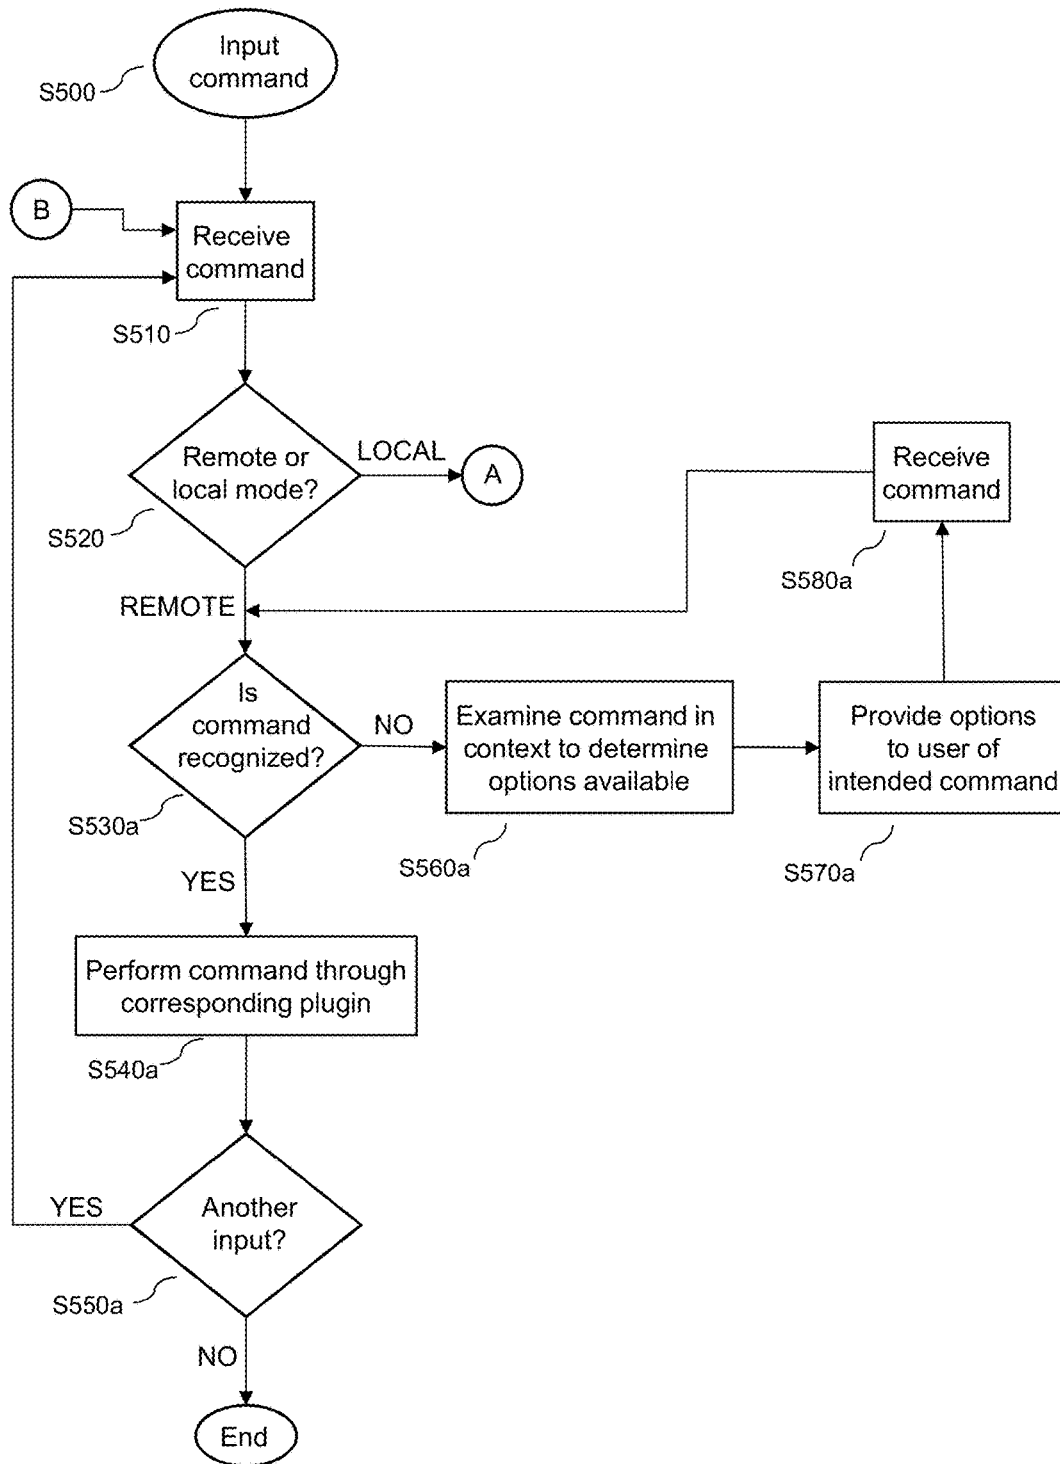 Input
command
S500
B
Receive
command
S510
Remote or
local mode?
LOCAL
A
S520
Receive
command
S580a
REMOTE
Is
command
recognized?
NO
S530a
Examine command in
context to determine
options available
S560a
Provide options
to user of
intended command
S570a
YES
Perform command through
corresponding plugin
S540a
YES
Another
input?
S550a
NO
End